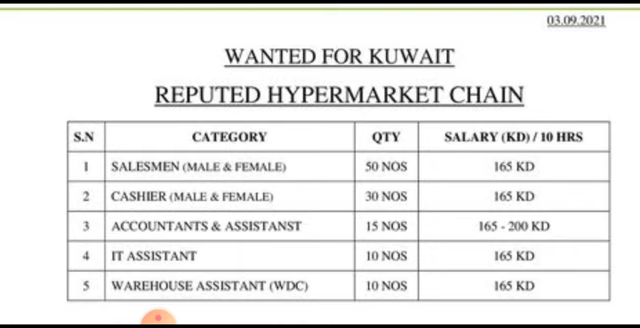 03.09.2021
WANTED FOR KUWAIT
REPUTED HYPERMARKET CHAIN
S.N CATEGORY QTY SALARY (KD) / 10 HRS
1 SALESMEN (MALE & FEMALE) 50 NOS 165 KD
2 CASHIER (MALE & FEMALE) 30 NOS 165 KD
3 ACCOUNTANTS & ASSISTANST 15 NOS 165 - 200 KD
4 IT ASSISTANT 10 NOS 165 KD
5 WAREHOUSE ASSISTANT (WDC) 10 NOS 165 KD